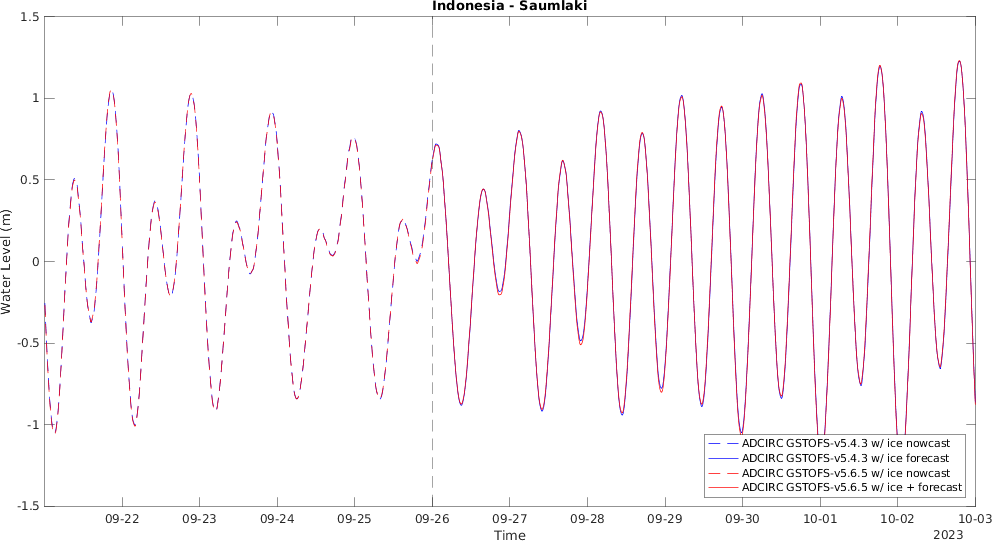 Indonesia - Saumlaki
1.5
1
0.5
0
-0.5
-1
-1.5
Water Level (m)
ADCIRC GSTOFS-v5.4.3 w/ ice nowcast
ADCIRC GSTOFS-v5.4.3 w/ ice forecast
ADCIRC GSTOFS-v5.6.5 w/ ice nowcast
ADCIRC GSTOFS-v5.6.5 w/ ice + forecast
09-22 09-23 09-24 09-25 09-26 09-27 09-28 09-29 09-30 10-01 10-02 10-03
Time
2023